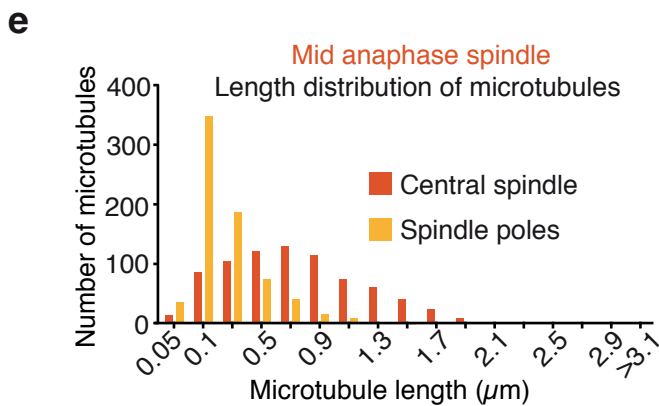 e
Mid anaphase spindle
Length distribution of microtubules
Number of microtubules
400
300
200
100
0
Central spindle
Spindle poles
0.05 0.1 0.5 0.9 1.3 1.7 2.1 2.5 2.9 >3.1
Microtubule length (µm)